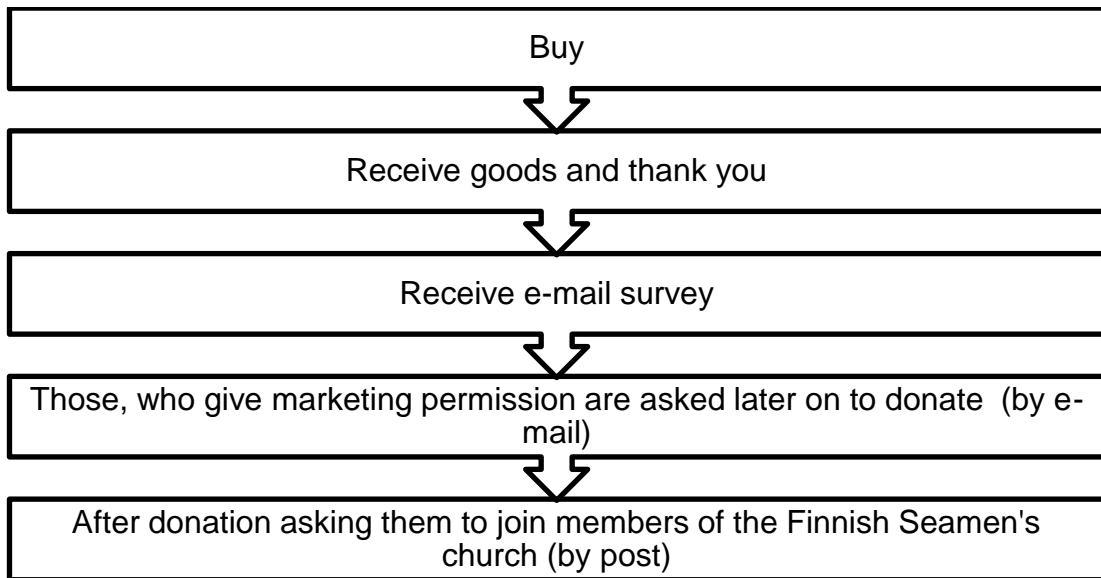 Buy
Receive goods and thank you
Receive e-mail survey
Those, who give marketing permission are asked later on to donate  (by e-
mail)
After donation asking them to join members of the Finnish Seamen's
church (by post)